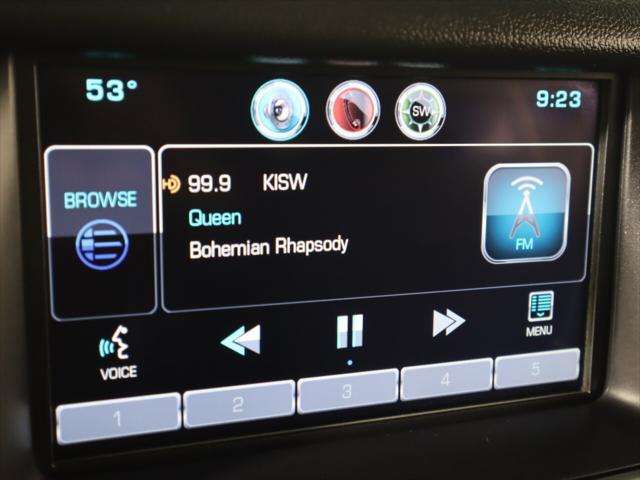 53°
SW
9:23
BROWSE
HD 99.9 KISW
Queen
Bohemian Rhapsody
FM
VOICE
MENU
1 2 3 4 5